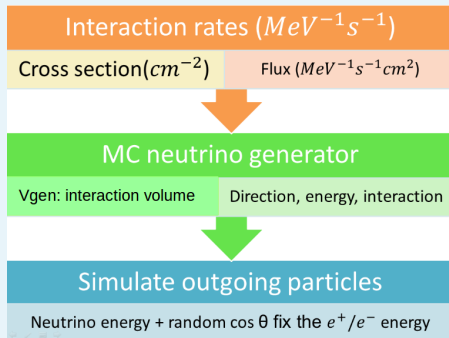 Interaction rates (MeV⁻¹s⁻¹)
Cross section(cm⁻²) Flux (MeV⁻¹s⁻¹cm²)
MC neutrino generator
Vgen: interaction volume Direction, energy, interaction
Simulate outgoing particles
Neutrino energy + random cos θ fix the e⁺/e⁻ energy